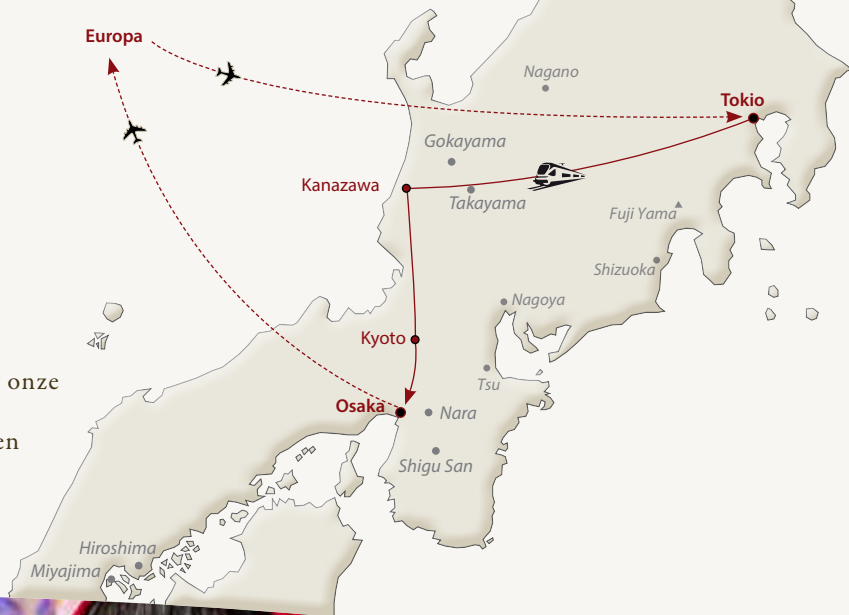 Europa
Nagano
Tokio
Gokayama
Kanazawa
Takayama
Fuji Yama
Shizuoka
Nagoya
Kyoto
onze
Tsu
Osaka
Nara
en
Shigu San
Hiroshima
Miyajima